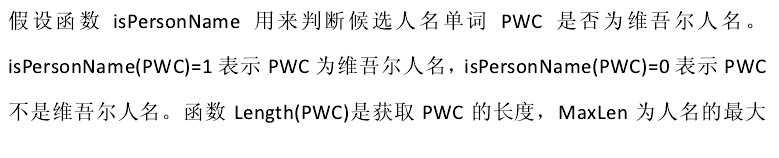 假设函数 isPersonName 用来判断候选人名单词 PWC 是否为维吾尔人名。
isPersonName(PWC)=1 表示 PWC 为维吾尔人名，isPersonName(PWC)=0 表示 PWC
不是维吾尔人名。函数 Length(PWC)是获取 PWC 的长度，MaxLen 为人名的最大